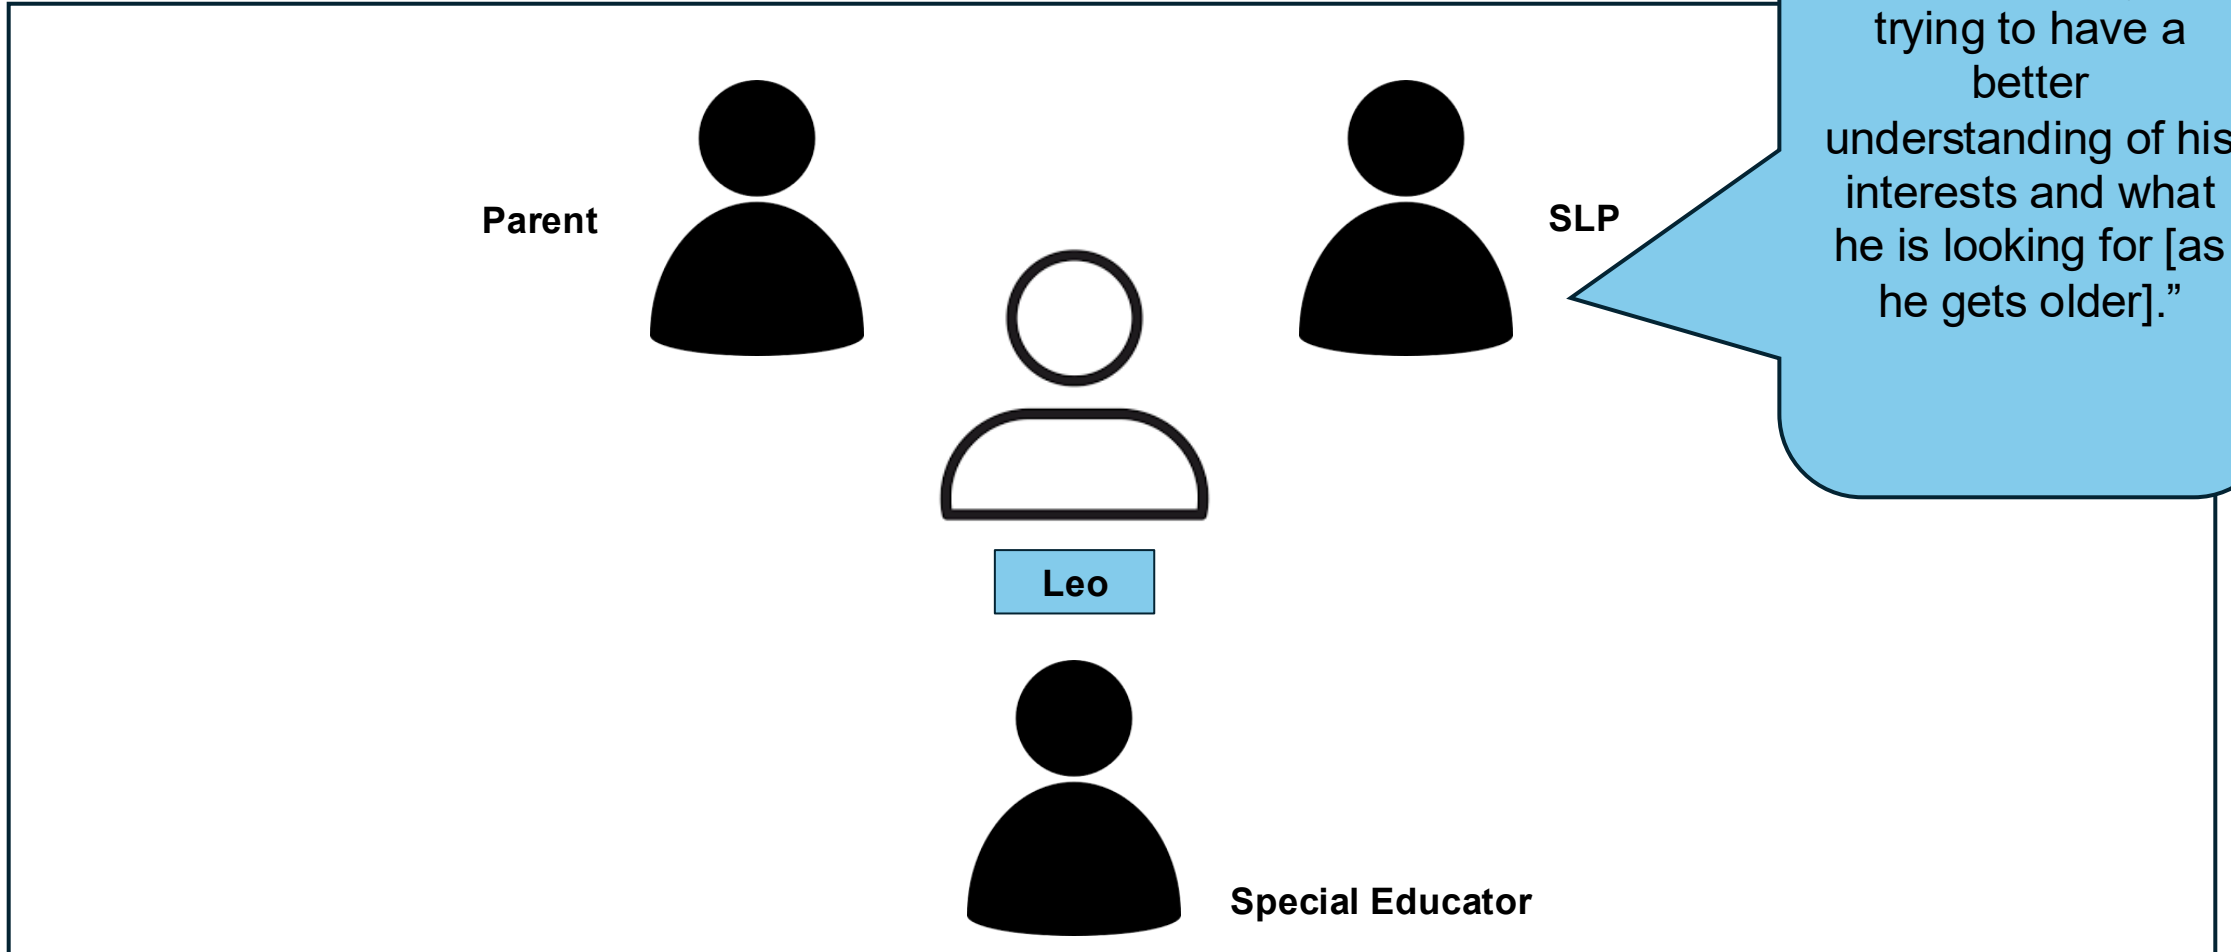 trying to have a
better
understanding of his
interests and what
he is looking for [as
he gets older].”
Parent
SLP
Leo
Special Educator